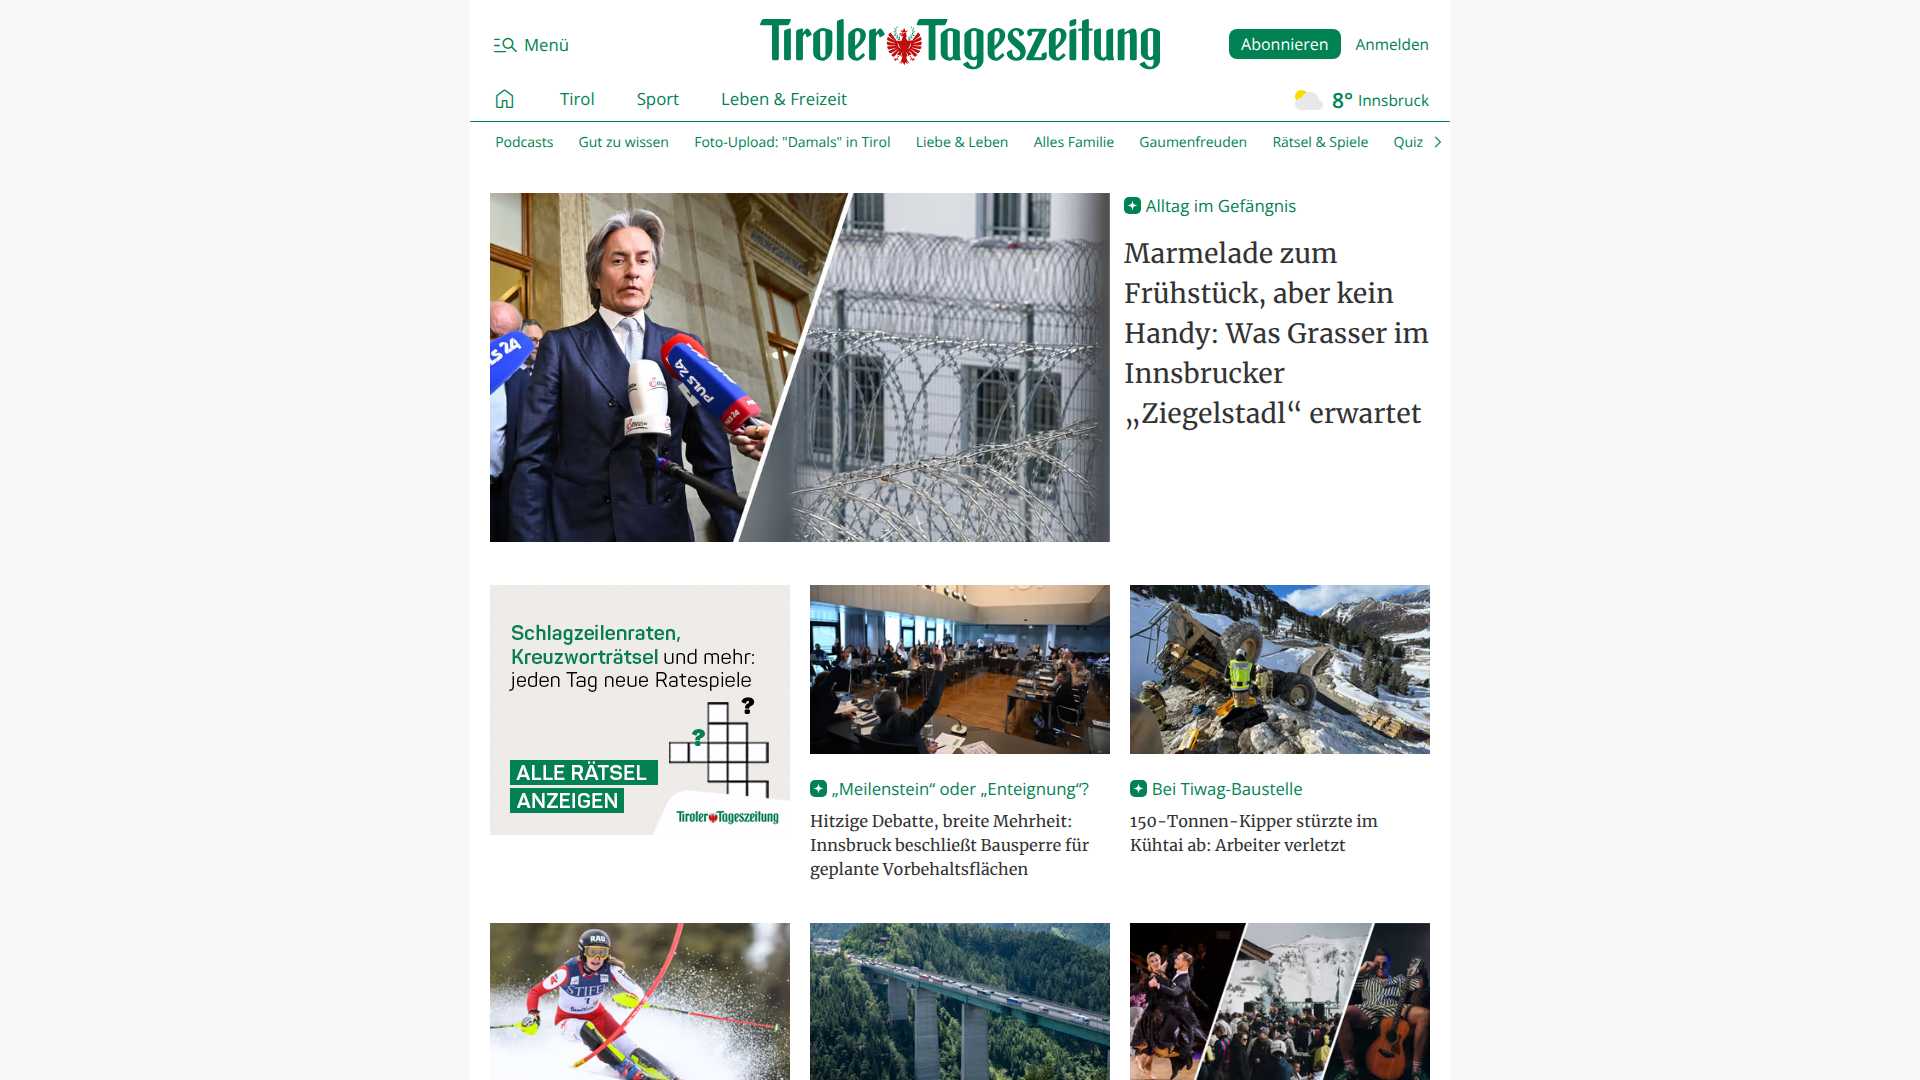 Menü
Tiroler Tageszeitung
Abonnieren
Anmelden
Tirol
Sport
Leben & Freizeit
8° Innsbruck
Podcasts
Gut zu wissen
Foto-Upload: "Damals" in Tirol
Liebe & Leben
Alles Familie
Gaumenfreuden
Rätsel & Spiele
Quiz
PULS 24
PULS 24
Alltag im Gefängnis
Marmelade zum
Frühstück, aber kein
Handy: Was Grasser im
Innsbrucker
„Ziegelstadl“ erwartet
Schlagzeilenraten,
Kreuzworträtsel und mehr:
jeden Tag neue Ratespiele
?
?
ALLE RÄTSEL
ANZEIGEN
Tiroler Tageszeitung
„Meilenstein“ oder „Enteignung“?
Hitzige Debatte, breite Mehrheit:
Innsbruck beschließt Bausperre für
geplante Vorbehaltsflächen
Bei Tiwag-Baustelle
150-Tonnen-Kipper stürzte im
Kühtai ab: Arbeiter verletzt
STIFEL